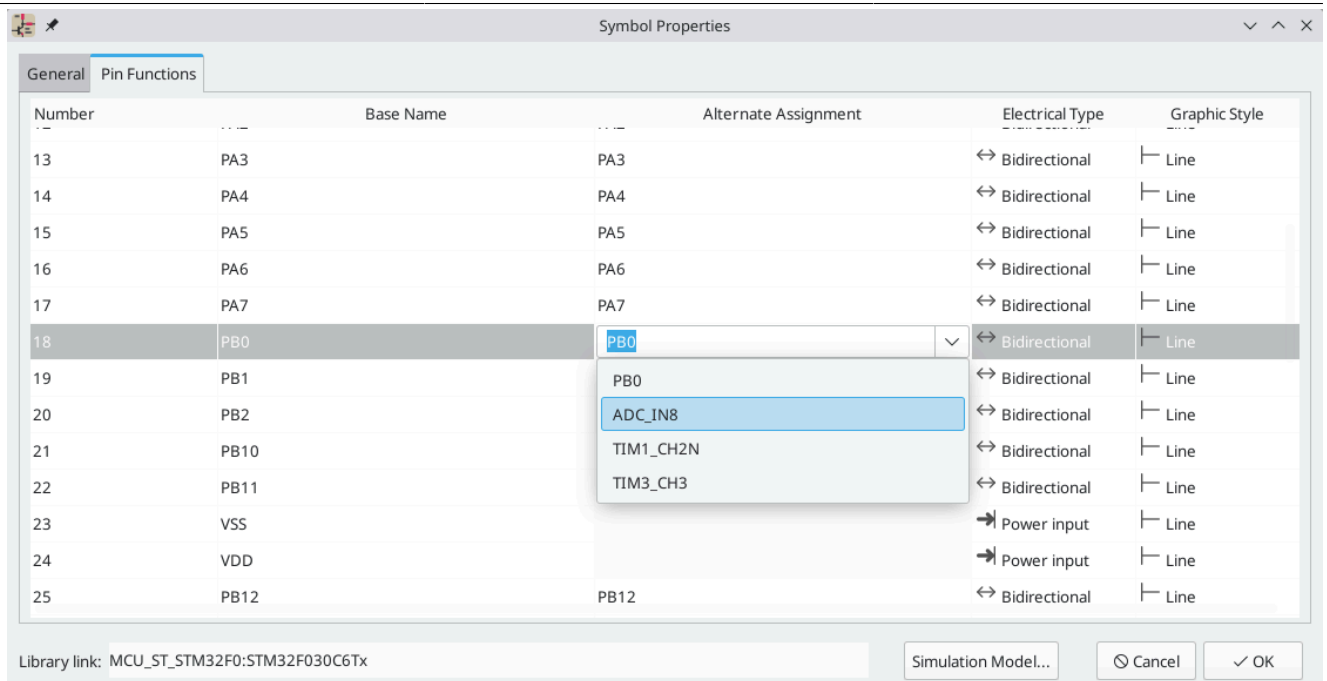 Symbol Properties
General Pin Functions
Number Base Name Alternate Assignment Electrical Type Graphic Style
13 PA3 PA3 Bidirectional Line
14 PA4 PA4 Bidirectional Line
15 PA5 PA5 Bidirectional Line
16 PA6 PA6 Bidirectional Line
17 PA7 PA7 Bidirectional Line
18 PB0 PB0 Bidirectional Line
19 PB1 PB0 Bidirectional Line
20 PB2 ADC_IN8 Bidirectional Line
21 PB10 TIM1_CH2N Bidirectional Line
22 PB11 TIM3_CH3 Bidirectional Line
23 VSS Power input Line
24 VDD Power input Line
25 PB12 PB12 Bidirectional Line
Library link: MCU_ST_STM32F0:STM32F030C6Tx Simulation Model... Cancel OK